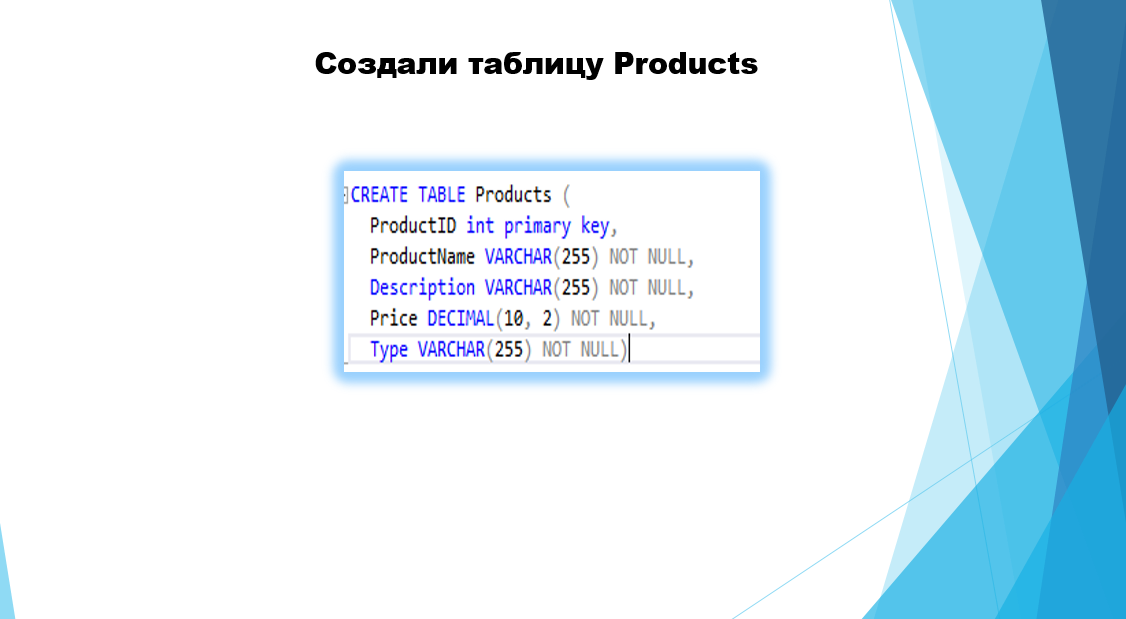 Создали таблицу Products
CREATE TABLE Products (
ProductID int primary key,
ProductName VARCHAR(255) NOT NULL,
Description VARCHAR(255) NOT NULL,
Price DECIMAL(10, 2) NOT NULL,
Type VARCHAR(255) NOT NULL)